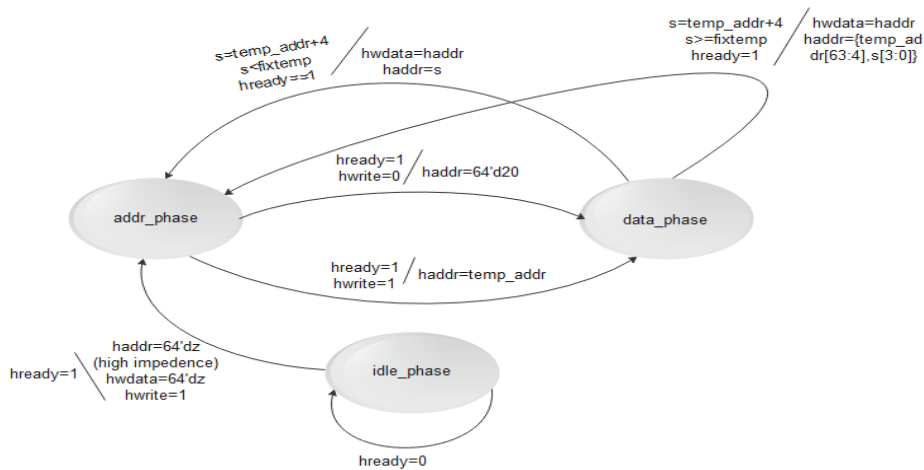 s=temp_addr+4
s<fixtemp
hready==1
hwdata=haddr
haddr=s
s=temp_addr+4
s>=fixtemp
hready=1
hwdata=haddr
haddr={temp_ad
dr[63:4],s[3:0]}
hready=1
hwrite=0
haddr=64'd20
addr_phase
data_phase
hready=1
hwrite=1
haddr=temp_addr
hready=1
haddr=64'dz
(high impedence)
hwdata=64'dz
hwrite=1
idle_phase
hready=0